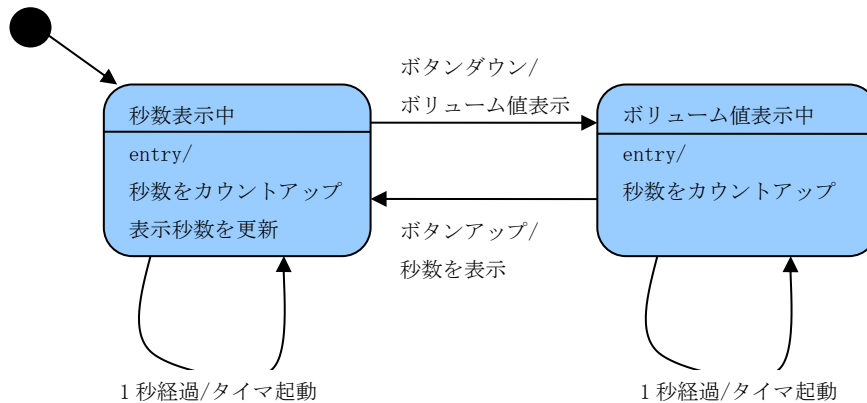 ボタンダウン/
ボリューム値表示
秒数表示中
entry/
秒数をカウントアップ
表示秒数を更新
ボリューム値表示中
entry/
秒数をカウントアップ
ボタンアップ/
秒数を表示
1秒経過/タイマ起動
1秒経過/タイマ起動